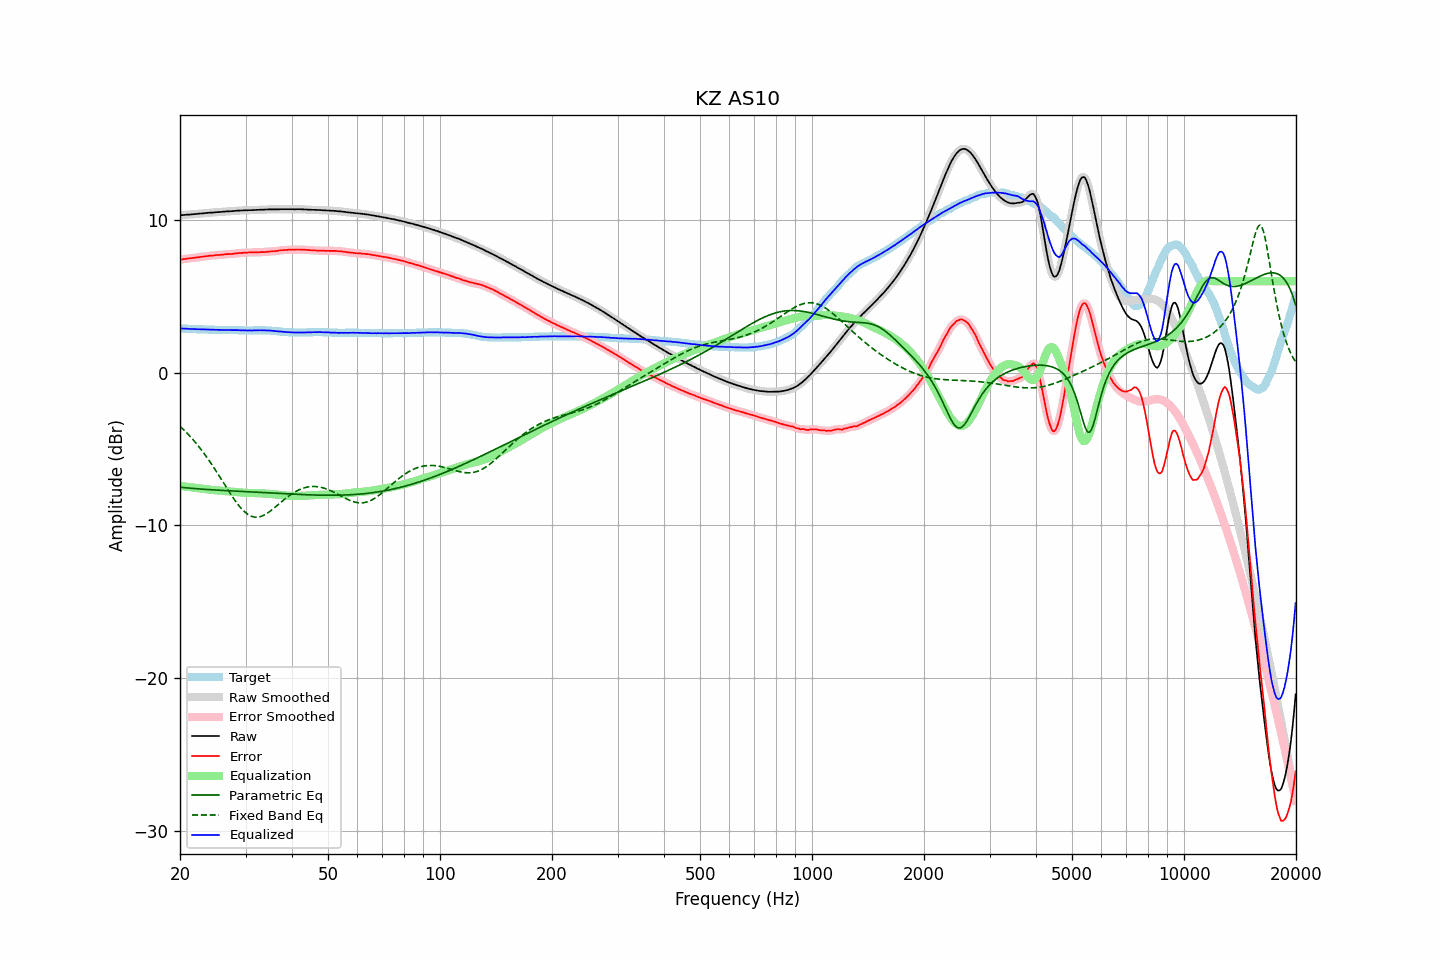 KZ AS10
Amplitude (dBr)
10
0
−10
−20
−30
Target
Raw Smoothed
Error Smoothed
Raw
Error
Equalization
Parametric Eq
Fixed Band Eq
Equalized
20 50 100 200 500 1000 2000 5000 10000 20000
Frequency (Hz)